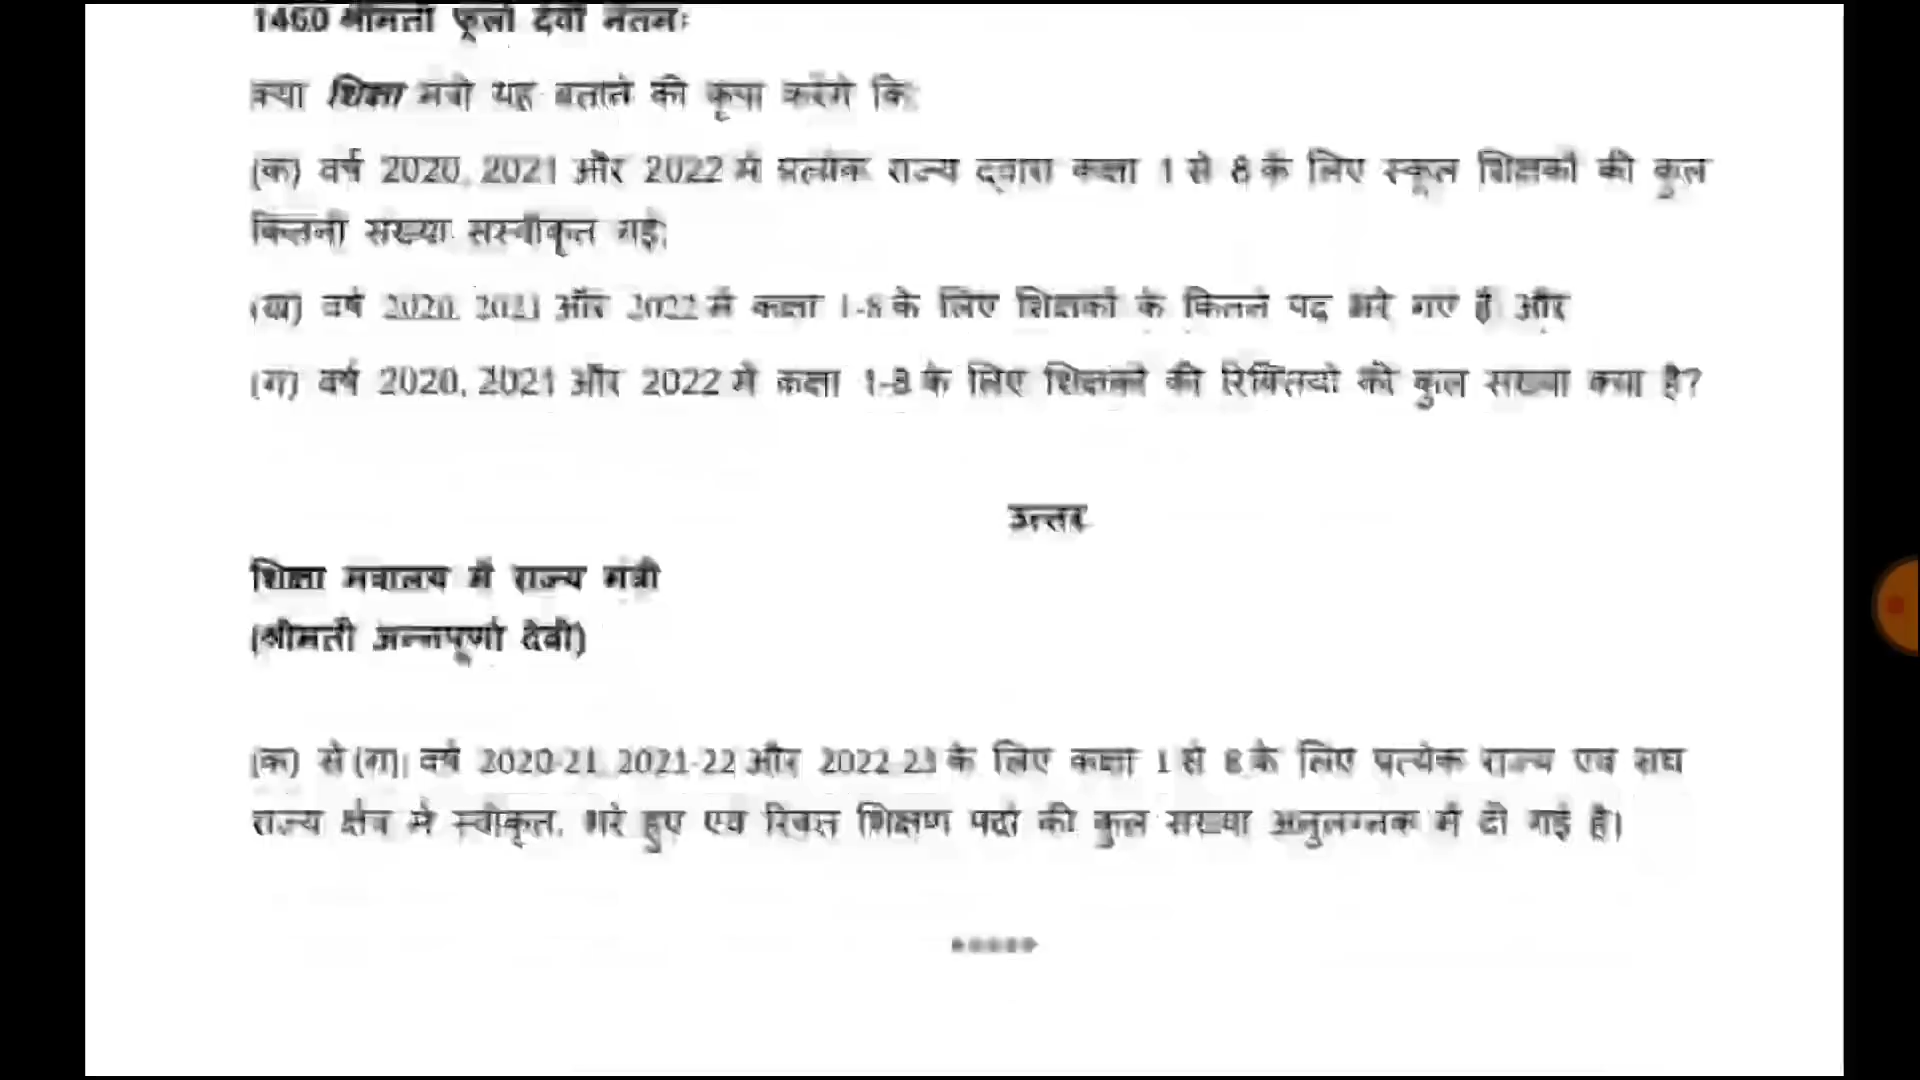 1460 श्रीमती फूलो देवी नेतमः
क्या शिक्षा मंत्री यह बताने की कृपा करेंगे कि:
(क) वर्ष 2020, 2021 और 2022 में प्रत्येक राज्य द्वारा कक्षा 1 से 8 के लिए स्कूल शिक्षकों की कुल
कितनी संख्या सस्वीकृत गई;
(ख) वर्ष 2020, 2021 और 2022 में कक्षा 1-8 के लिए शिक्षकों के कितने पद भरे गए हैं और
(ग) वर्ष 2020, 2021 और 2022 में कक्षा 1-8 के लिए शिक्षकों की रिक्तियों की कुल संख्या क्या है?
उत्तर
शिक्षा मंत्रालय में राज्य मंत्री
(श्रीमती अन्नपूर्णा देवी)
(क) से (ग): वर्ष 2020-21, 2021-22 और 2022-23 के लिए कक्षा 1 से 8 के लिए प्रत्येक राज्य एवं संघ
राज्य क्षेत्र में स्वीकृत, भरे हुए एवं रिक्त शिक्षण पदों की कुल संख्या अनुलग्नक में दी गई है।
*****